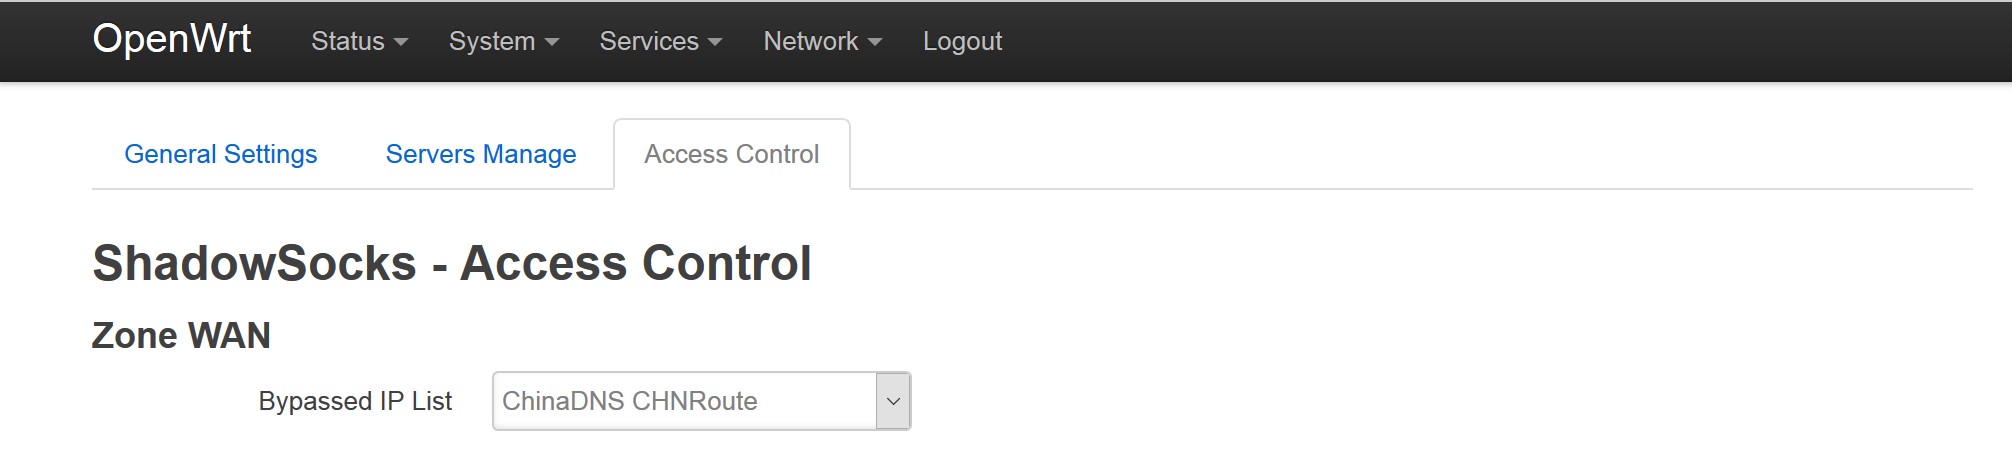 OpenWrt Status System Services Network Logout
General Settings Servers Manage Access Control
ShadowSocks - Access Control
Zone WAN
Bypassed IP List ChinaDNS CHNRoute